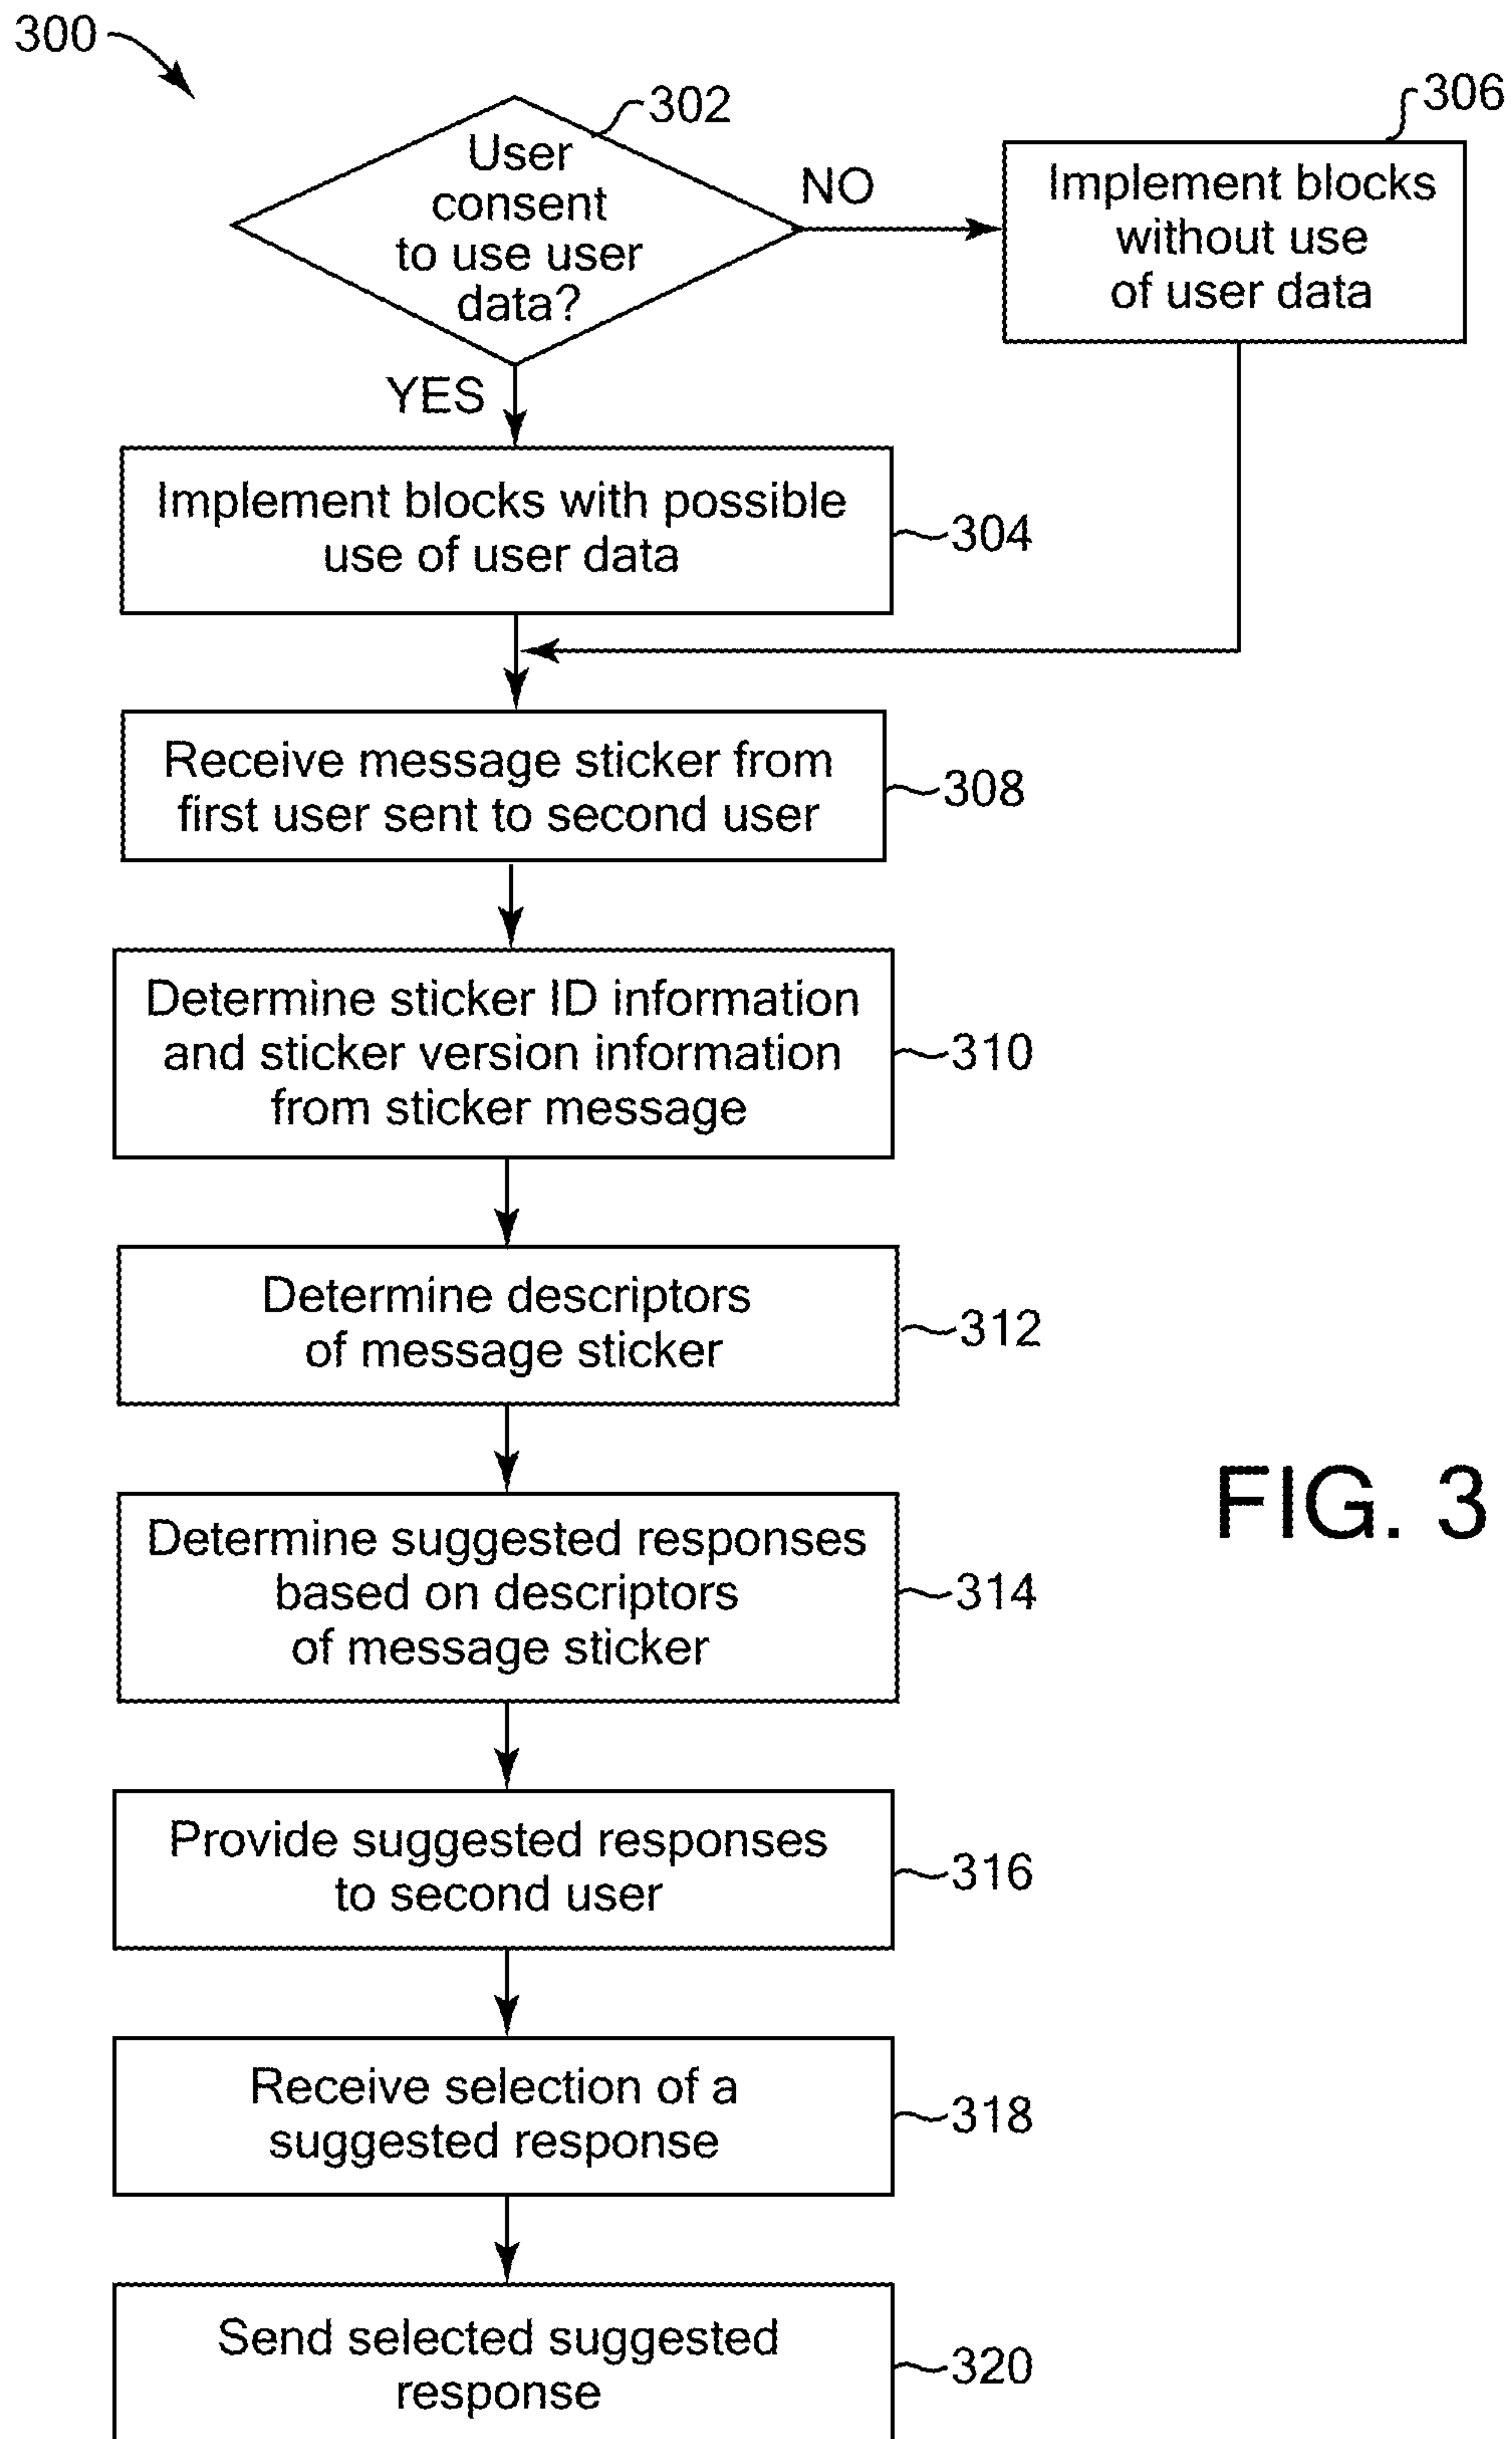 300
302
User
consent
to use user
data?
NO
306
Implement blocks
without use
of user data
YES
Implement blocks with possible
use of user data
304
Receive message sticker from
first user sent to second user
308
Determine sticker ID information
and sticker version information
from sticker message
310
Determine descriptors
of message sticker
312
Determine suggested responses
based on descriptors
of message sticker
314
FIG. 3
Provide suggested responses
to second user
316
Receive selection of a
suggested response
318
Send selected suggested
response
320